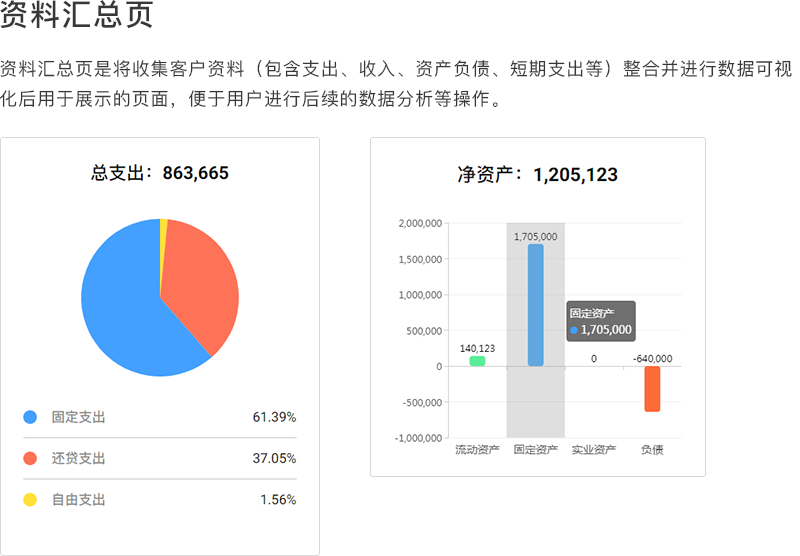 资料汇总页
资料汇总页是将收集客户资料（包含支出、收入、资产负债、短期支出等）整合并进行数据可视
化后用于展示的页面，便于用户进行后续的数据分析等操作。
总支出：863,665
固定支出 61.39%
还贷支出 37.05%
自由支出 1.56%
净资产：1,205,123
2,000,000
1,500,000
1,000,000
500,000
0
-500,000
-1,000,000
140,123
1,705,000
0
-640,000
固定资产
1,705,000
流动资产 固定资产 实业资产 负债